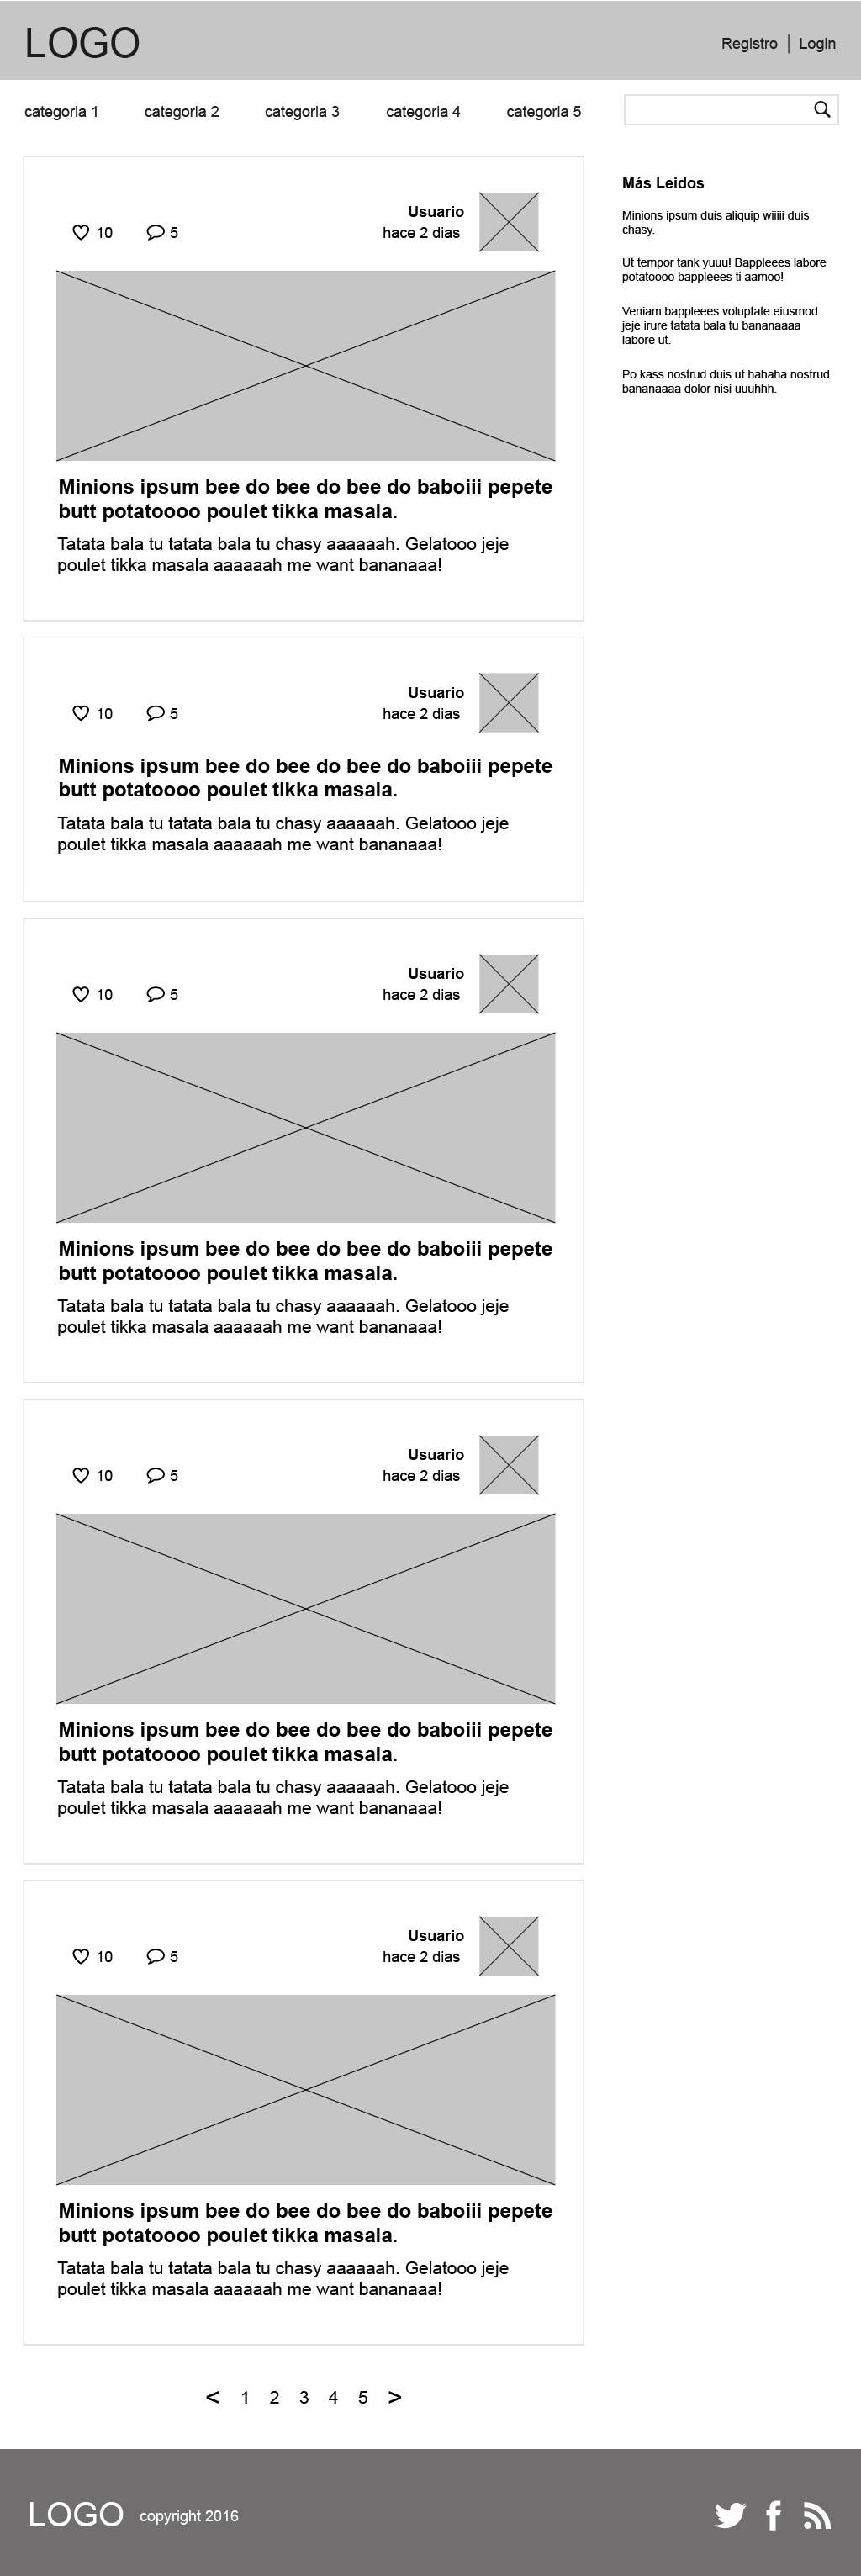 LOGO
Registro | Login
categoria 1 categoria 2 categoria 3 categoria 4 categoria 5
10 5
Usuario
hace 2 dias
Minions ipsum bee do bee do bee do baboiii pepete
butt potatoooo poulet tikka masala.
Tatata bala tu tatata bala tu chasy aaaaaah. Gelatooo jeje
poulet tikka masala aaaaaah me want bananaaa!
10 5
Usuario
hace 2 dias
Minions ipsum bee do bee do bee do baboiii pepete
butt potatoooo poulet tikka masala.
Tatata bala tu tatata bala tu chasy aaaaaah. Gelatooo jeje
poulet tikka masala aaaaaah me want bananaaa!
10 5
Usuario
hace 2 dias
Minions ipsum bee do bee do bee do baboiii pepete
butt potatoooo poulet tikka masala.
Tatata bala tu tatata bala tu chasy aaaaaah. Gelatooo jeje
poulet tikka masala aaaaaah me want bananaaa!
10 5
Usuario
hace 2 dias
Minions ipsum bee do bee do bee do baboiii pepete
butt potatoooo poulet tikka masala.
Tatata bala tu tatata bala tu chasy aaaaaah. Gelatooo jeje
poulet tikka masala aaaaaah me want bananaaa!
10 5
Usuario
hace 2 dias
Minions ipsum bee do bee do bee do baboiii pepete
butt potatoooo poulet tikka masala.
Tatata bala tu tatata bala tu chasy aaaaaah. Gelatooo jeje
poulet tikka masala aaaaaah me want bananaaa!
Más Leidos
Minions ipsum duis aliquip wiiiii duis
chasy.
Ut tempor tank yuuu! Bappleees labore
potatoooo bappleees ti aamoo!
Veniam bappleees voluptate eiusmod
jeje irure tatata bala tu bananaaaa
labore ut.
Po kass nostrud duis ut hahaha nostrud
bananaaaa dolor nisi uuuhhh.
< 1 2 3 4 5 >
LOGO copyright 2016